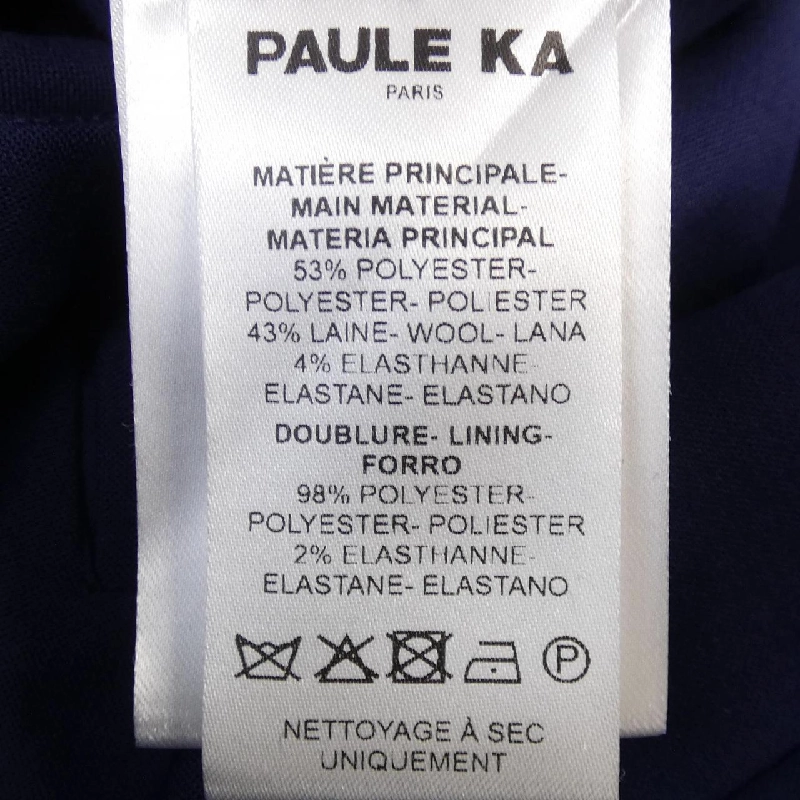 PAULE KA
PARIS
MATIÈRE PRINCIPALE-
MAIN MATERIAL-
MATERIA PRINCIPAL
53% POLYESTER-
POLYESTER- POLIESTER
43% LAINE- WOOL- LANA
4% ELASTHANNE-
ELASTANE- ELASTANO
DOUBLURE- LINING-
FORRO
98% POLYESTER-
POLYESTER- POLIESTER
2% ELASTHANNE-
ELASTANE- ELASTANO
P
NETTOYAGE À SEC
UNIQUEMENT